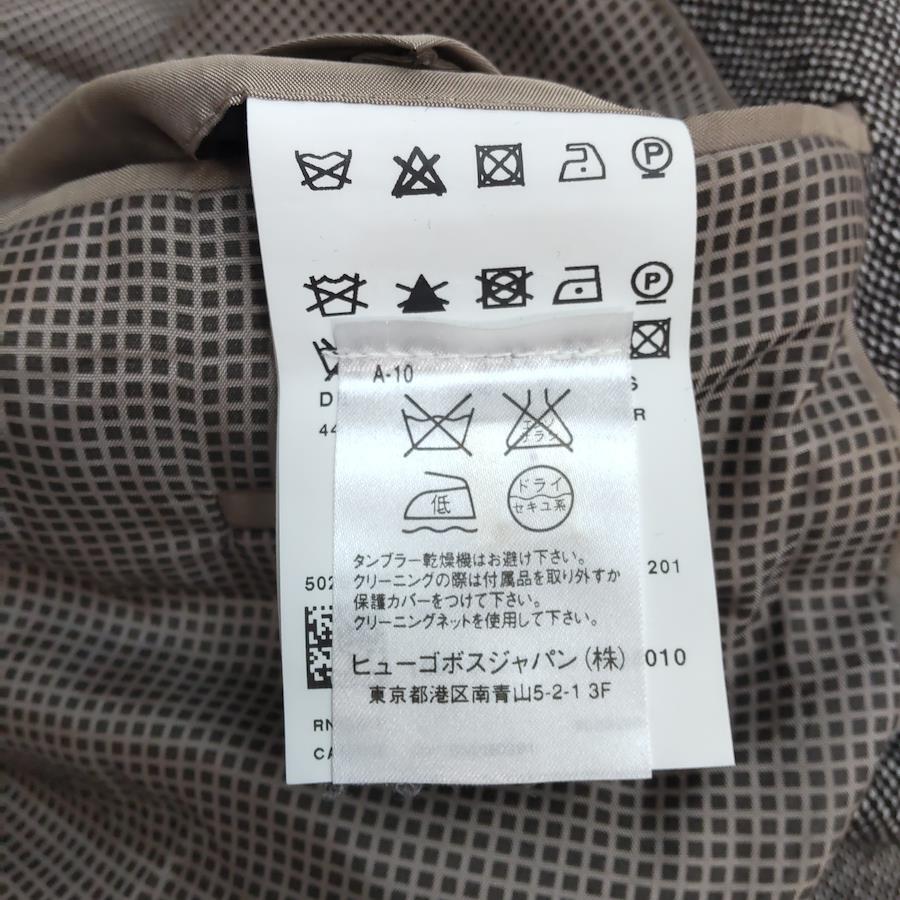 P
P
A-10
D
S
44
R
エンソ
サラシ
低
ドライ
セキユ系
タンブラー乾燥機はお避け下さい。
クリーニングの際は付属品を取り外すか
保護カバーをつけて下さい。
クリーニングネットを使用して下さい。
502
201
ヒューゴボスジャパン(株)
010
東京都港区南青山5-2-1 3F
RN
CA